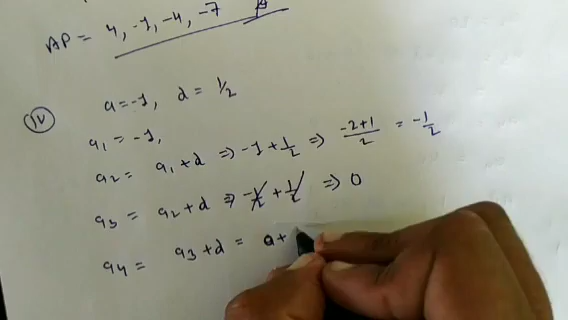 AP = 4, -1, -4, -7
(iv) a = -1, d = 1/2
a1 = -1,
a2 = a1 + d ⇒ -1 + 1/2 ⇒ -2+1/2 = -1/2
a3 = a2 + d ⇒ -1/2 + 1/2 ⇒ 0
a4 = a3 + d = 0 +